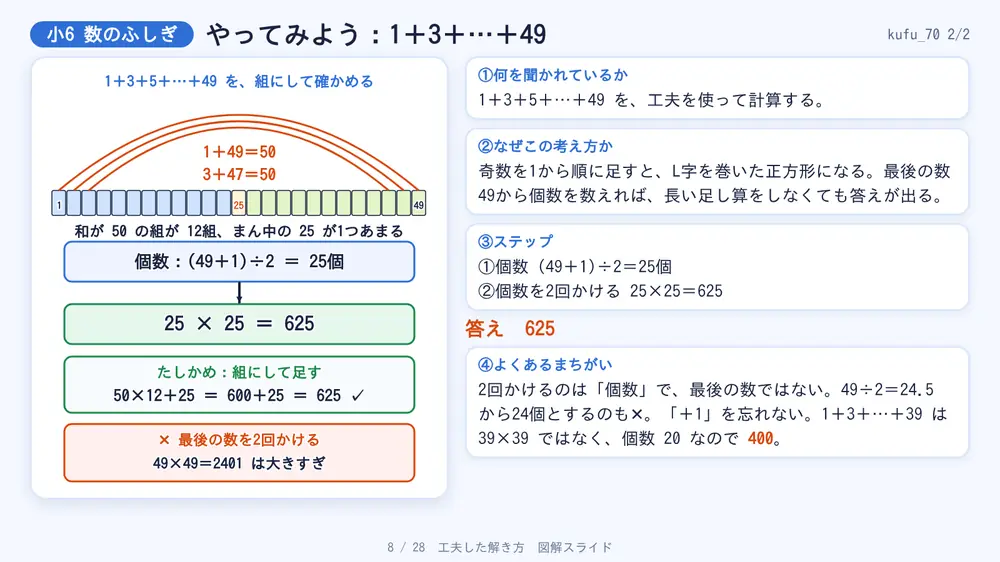 小6 数のふしぎ
やってみよう：1＋3＋…＋49
kufu_70 2/2
1＋3＋5＋…＋49 を、組にして確かめる
1＋49＝50
3＋47＝50
1
25
49
和が 50 の組が 12組、まん中の 25 が1つあまる
個数：(49＋1)÷2 ＝ 25個
25 × 25 ＝ 625
たしかめ：組にして足す
50×12＋25 ＝ 600＋25 ＝ 625 ✓
× 最後の数を2回かける
49×49＝2401 は大きすぎ
①何を聞かれているか
1＋3＋5＋…＋49 を、工夫を使って計算する。
②なぜこの考え方か
奇数を1から順に足すと、L字を巻いた正方形になる。最後の数
49から個数を数えれば、長い足し算をしなくても答えが出る。
③ステップ
①個数 (49＋1)÷2＝25個
②個数を2回かける 25×25＝625
答え　625
④よくあるまちがい
2回かけるのは「個数」で、最後の数ではない。49÷2＝24.5
から24個とするのも×。「＋1」を忘れない。1＋3＋…＋39 は
39×39 ではなく、個数 20 なので 400。
8 / 28　工夫した解き方　図解スライド